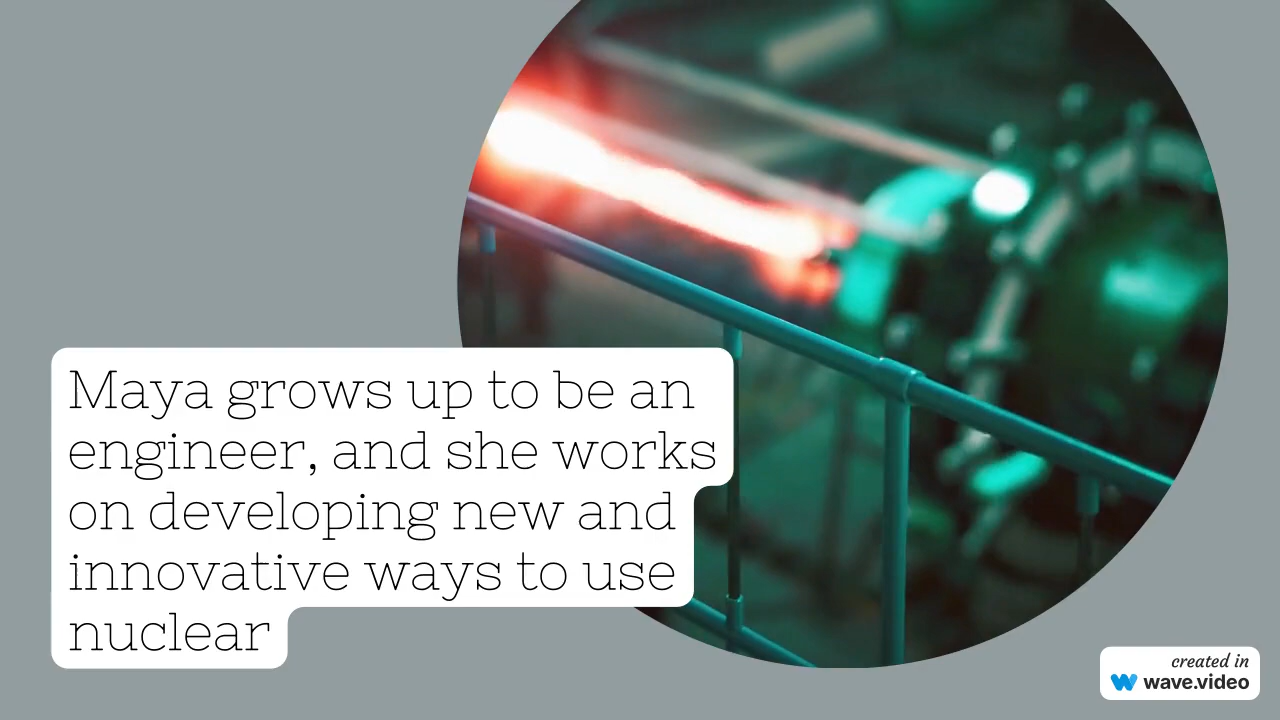 Maya grows up to be an
engineer, and she works
on developing new and
innovative ways to use
nuclear
created in
wave.video